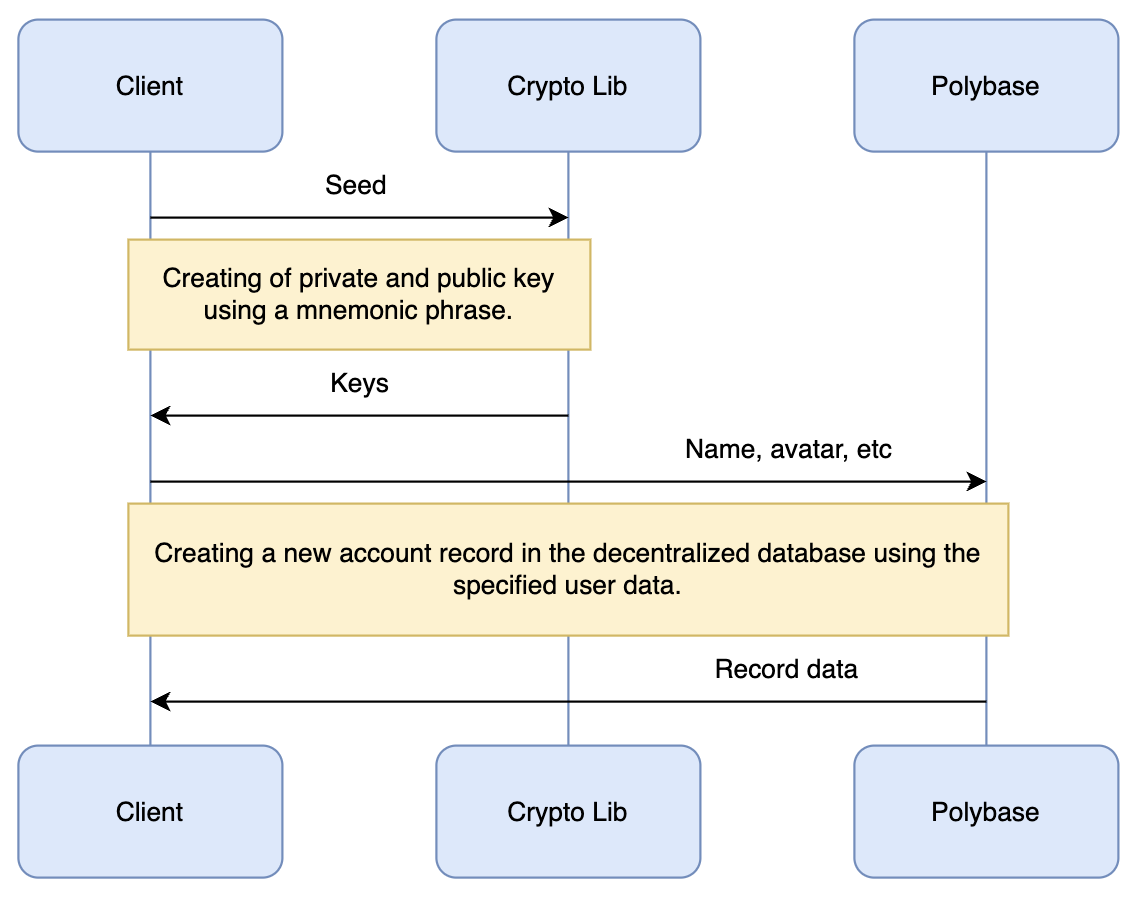 Client
Crypto Lib
Polybase
Seed
Creating of private and public key
using a mnemonic phrase.
Keys
Name, avatar, etc
Creating a new account record in the decentralized database using the
specified user data.
Record data
Client
Crypto Lib
Polybase